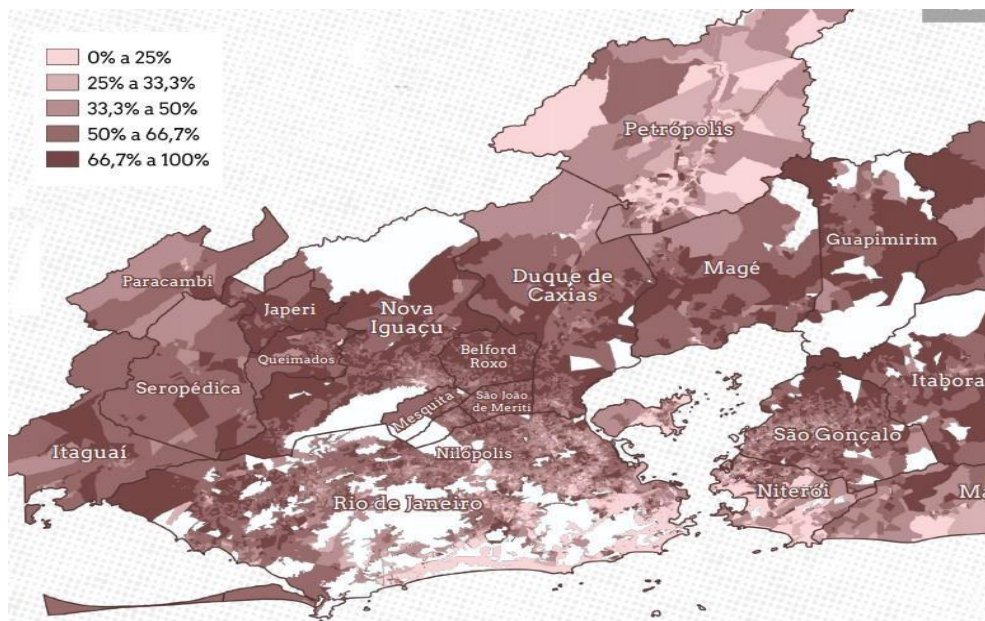 0% a 25%
25% a 33,3%
33,3% a 50%
50% a 66,7%
66,7% a 100%
Petrópolis
Guapimirim
Magé
Paracambi
Duque de
Caxias
Japeri
Nova
Iguaçu
Belford
Roxo
Queimados
Seropédica
São João
de Meriti
Mesquita
Itabora
São Gonçalo
Itaguaí
Nilópolis
Niterói
Ma
Rio de Janeiro